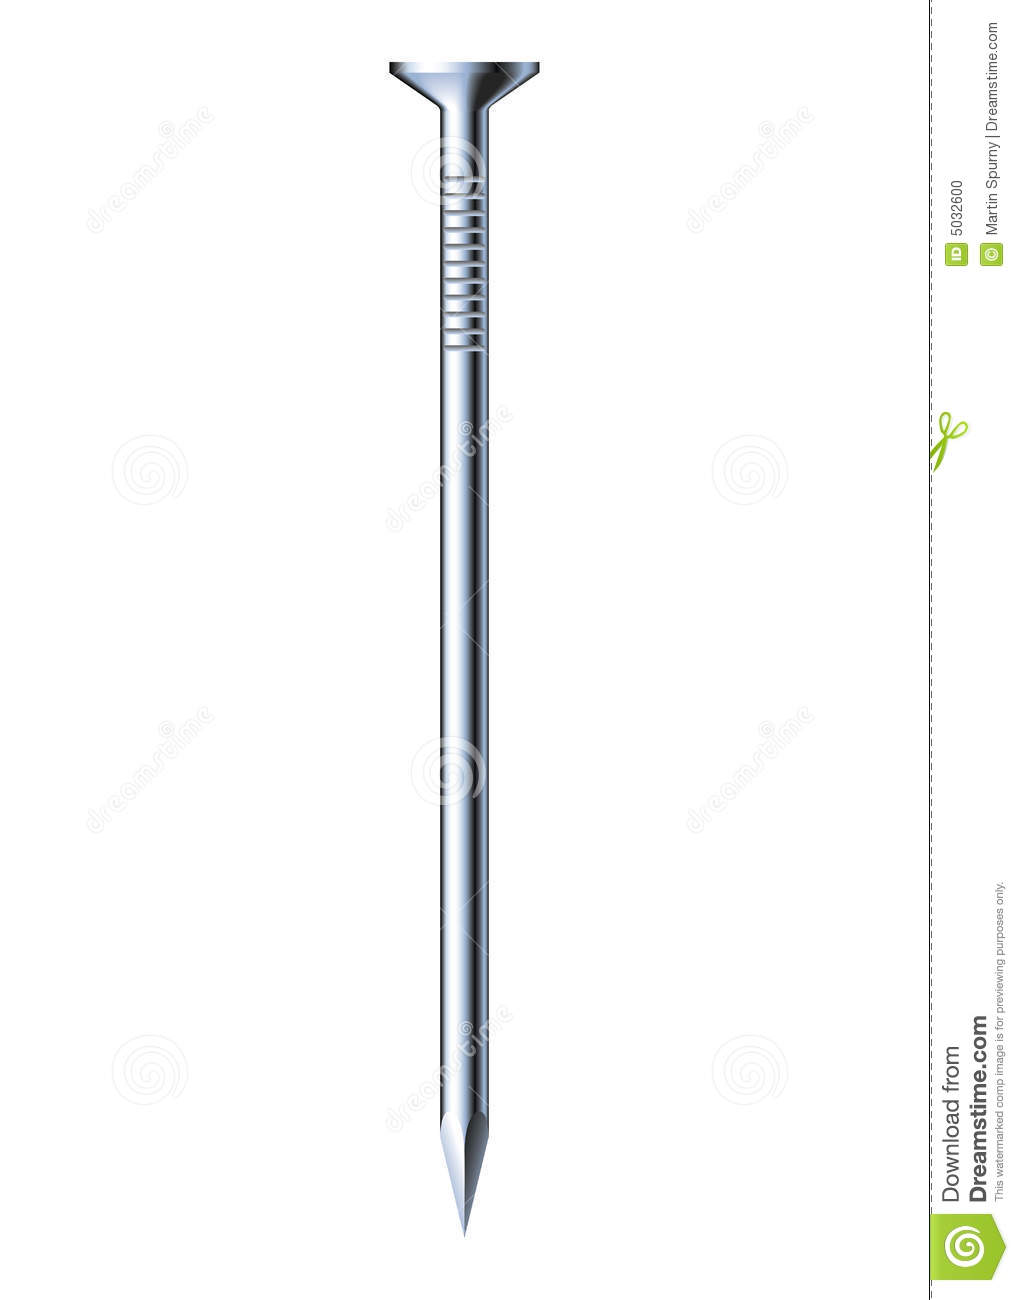 ID 5032600
© Martin Spurny | Dreamstime.com
Download from
Dreamstime.com
This watermarked comp image is for previewing purposes only.
dreamstime
dreamstime
dreamstime
dreamstime
dreamstime
dreamstime